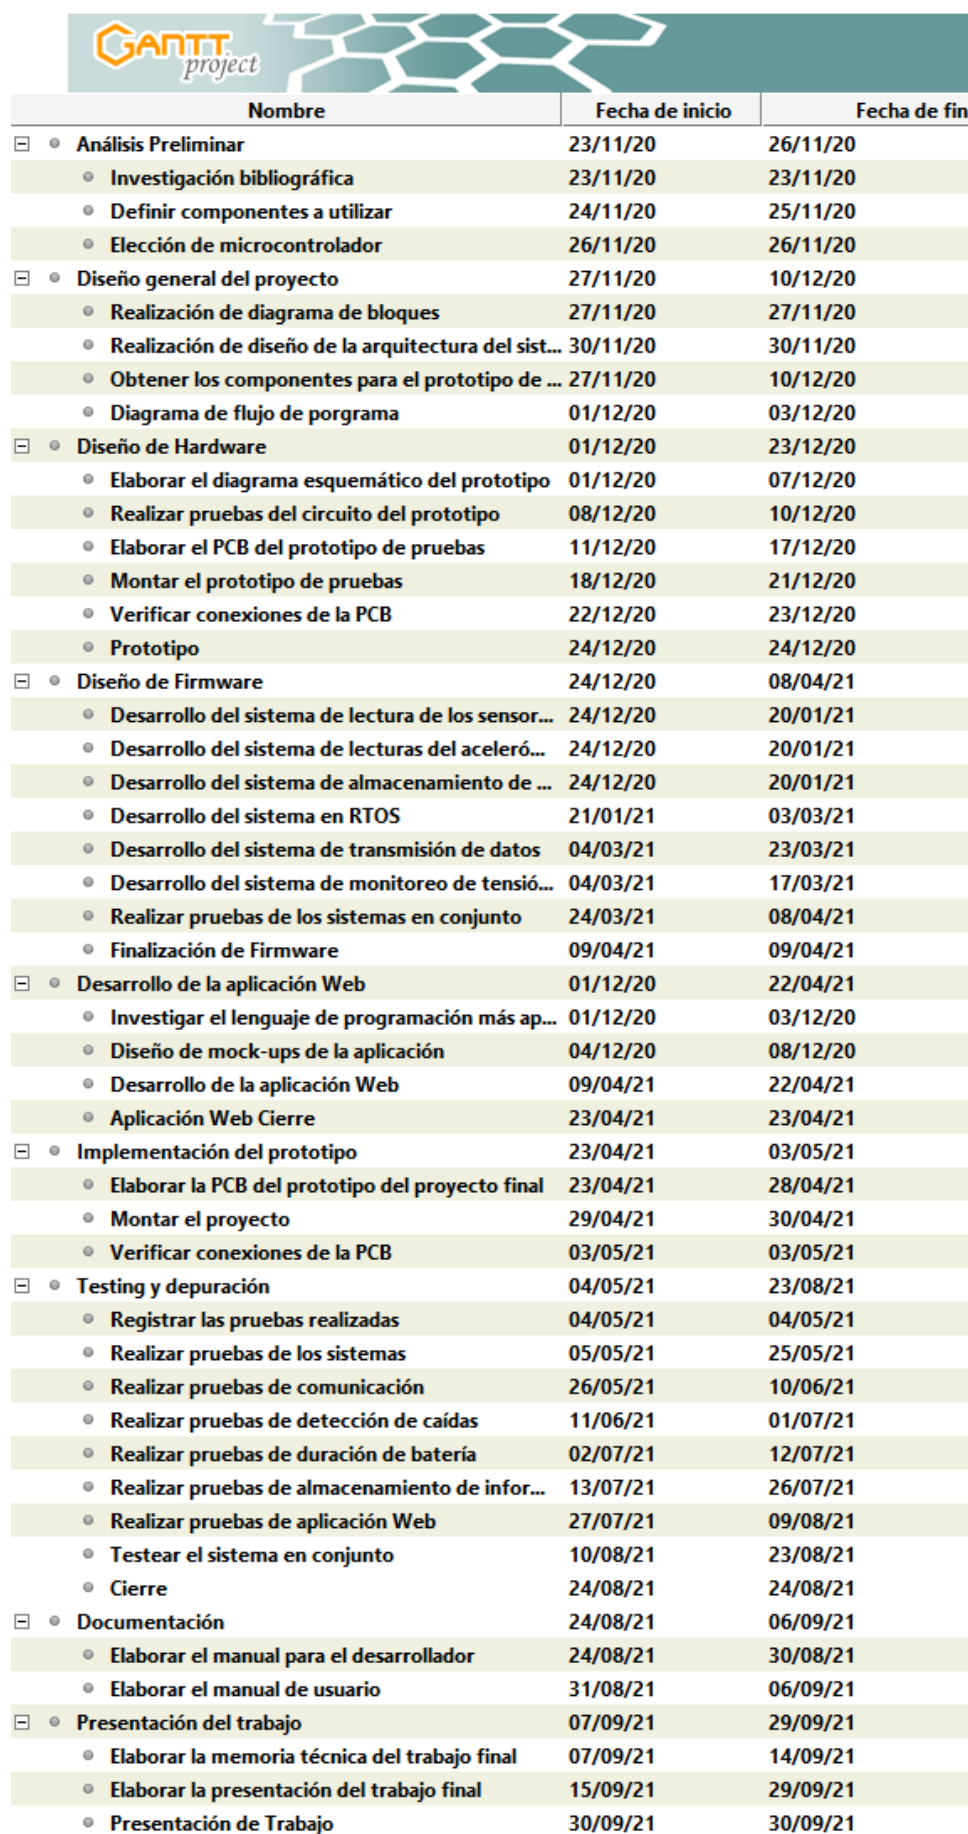 GANTT
project
Nombre Fecha de inicio Fecha de fin
Análisis Preliminar 23/11/20 26/11/20
Investigación bibliográfica 23/11/20 23/11/20
Definir componentes a utilizar 24/11/20 25/11/20
Elección de microcontrolador 26/11/20 26/11/20
Diseño general del proyecto 27/11/20 10/12/20
Realización de diagrama de bloques 27/11/20 27/11/20
Realización de diseño de la arquitectura del sist... 30/11/20 30/11/20
Obtener los componentes para el prototipo de ... 27/11/20 10/12/20
Diagrama de flujo de porgrama 01/12/20 03/12/20
Diseño de Hardware 01/12/20 23/12/20
Elaborar el diagrama esquemático del prototipo 01/12/20 07/12/20
Realizar pruebas del circuito del prototipo 08/12/20 10/12/20
Elaborar el PCB del prototipo de pruebas 11/12/20 17/12/20
Montar el prototipo de pruebas 18/12/20 21/12/20
Verificar conexiones de la PCB 22/12/20 23/12/20
Prototipo 24/12/20 24/12/20
Diseño de Firmware 24/12/20 08/04/21
Desarrollo del sistema de lectura de los sensor... 24/12/20 20/01/21
Desarrollo del sistema de lecturas del aceleró... 24/12/20 20/01/21
Desarrollo del sistema de almacenamiento de ... 24/12/20 20/01/21
Desarrollo del sistema en RTOS 21/01/21 03/03/21
Desarrollo del sistema de transmisión de datos 04/03/21 23/03/21
Desarrollo del sistema de monitoreo de tensió... 04/03/21 17/03/21
Realizar pruebas de los sistemas en conjunto 24/03/21 08/04/21
Finalización de Firmware 09/04/21 09/04/21
Desarrollo de la aplicación Web 01/12/20 22/04/21
Investigar el lenguaje de programación más ap... 01/12/20 03/12/20
Diseño de mock-ups de la aplicación 04/12/20 08/12/20
Desarrollo de la aplicación Web 09/04/21 22/04/21
Aplicación Web Cierre 23/04/21 23/04/21
Implementación del prototipo 23/04/21 03/05/21
Elaborar la PCB del prototipo del proyecto final 23/04/21 28/04/21
Montar el proyecto 29/04/21 30/04/21
Verificar conexiones de la PCB 03/05/21 03/05/21
Testing y depuración 04/05/21 23/08/21
Registrar las pruebas realizadas 04/05/21 04/05/21
Realizar pruebas de los sistemas 05/05/21 25/05/21
Realizar pruebas de comunicación 26/05/21 10/06/21
Realizar pruebas de detección de caídas 11/06/21 01/07/21
Realizar pruebas de duración de batería 02/07/21 12/07/21
Realizar pruebas de almacenamiento de infor... 13/07/21 26/07/21
Realizar pruebas de aplicación Web 27/07/21 09/08/21
Testear el sistema en conjunto 10/08/21 23/08/21
Cierre 24/08/21 24/08/21
Documentación 24/08/21 06/09/21
Elaborar el manual para el desarrollador 24/08/21 30/08/21
Elaborar el manual de usuario 31/08/21 06/09/21
Presentación del trabajo 07/09/21 29/09/21
Elaborar la memoria técnica del trabajo final 07/09/21 14/09/21
Elaborar la presentación del trabajo final 15/09/21 29/09/21
Presentación de Trabajo 30/09/21 30/09/21